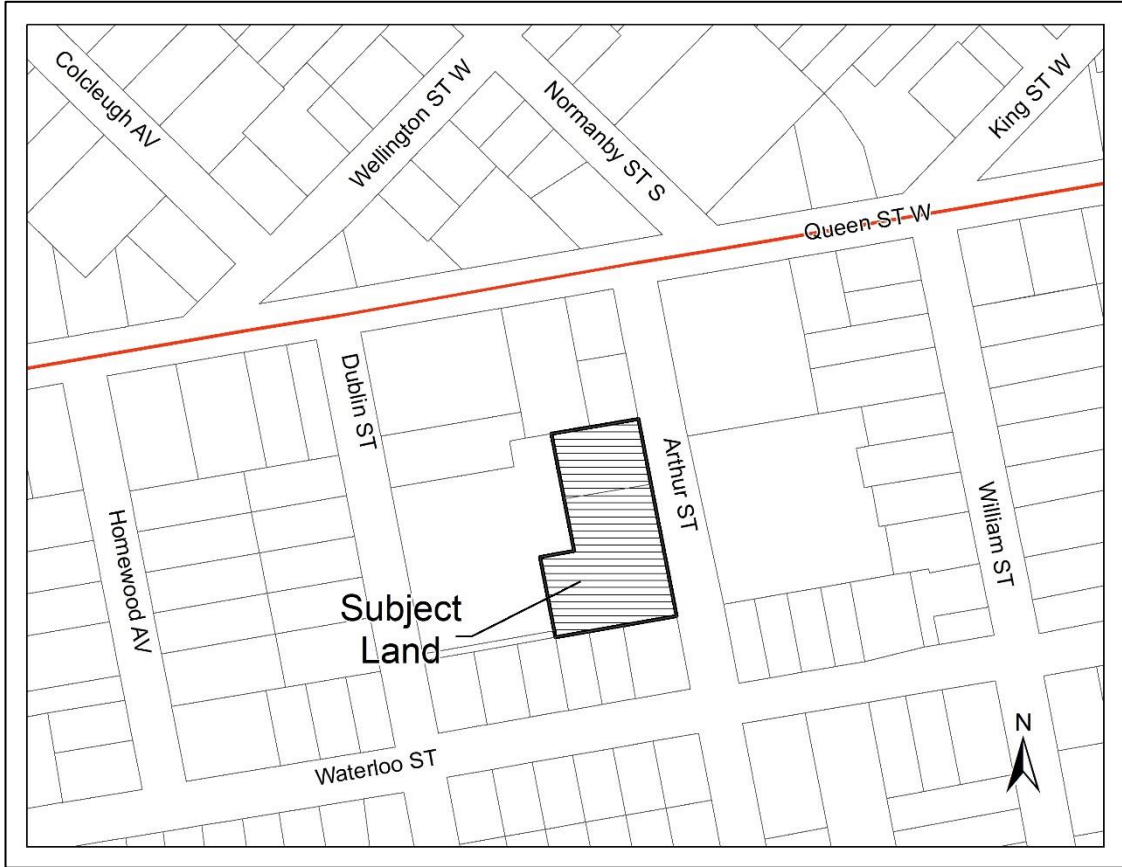 Colcleugh AV
Wellington ST W
Normanby ST S
King ST W
Queen ST W
Dublin ST
Arthur ST
William ST
Homewood AV
Subject
Land
Waterloo ST
N